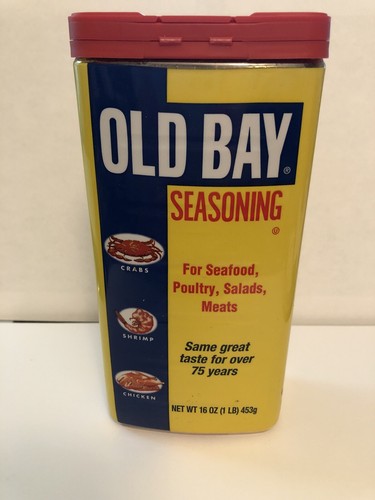 OLD BAY®
SEASONING
U
CRABS
For Seafood,
Poultry, Salads,
Meats
SHRIMP
Same great
taste for over
75 years
CHICKEN
NET WT 16 OZ (1 LB) 453g